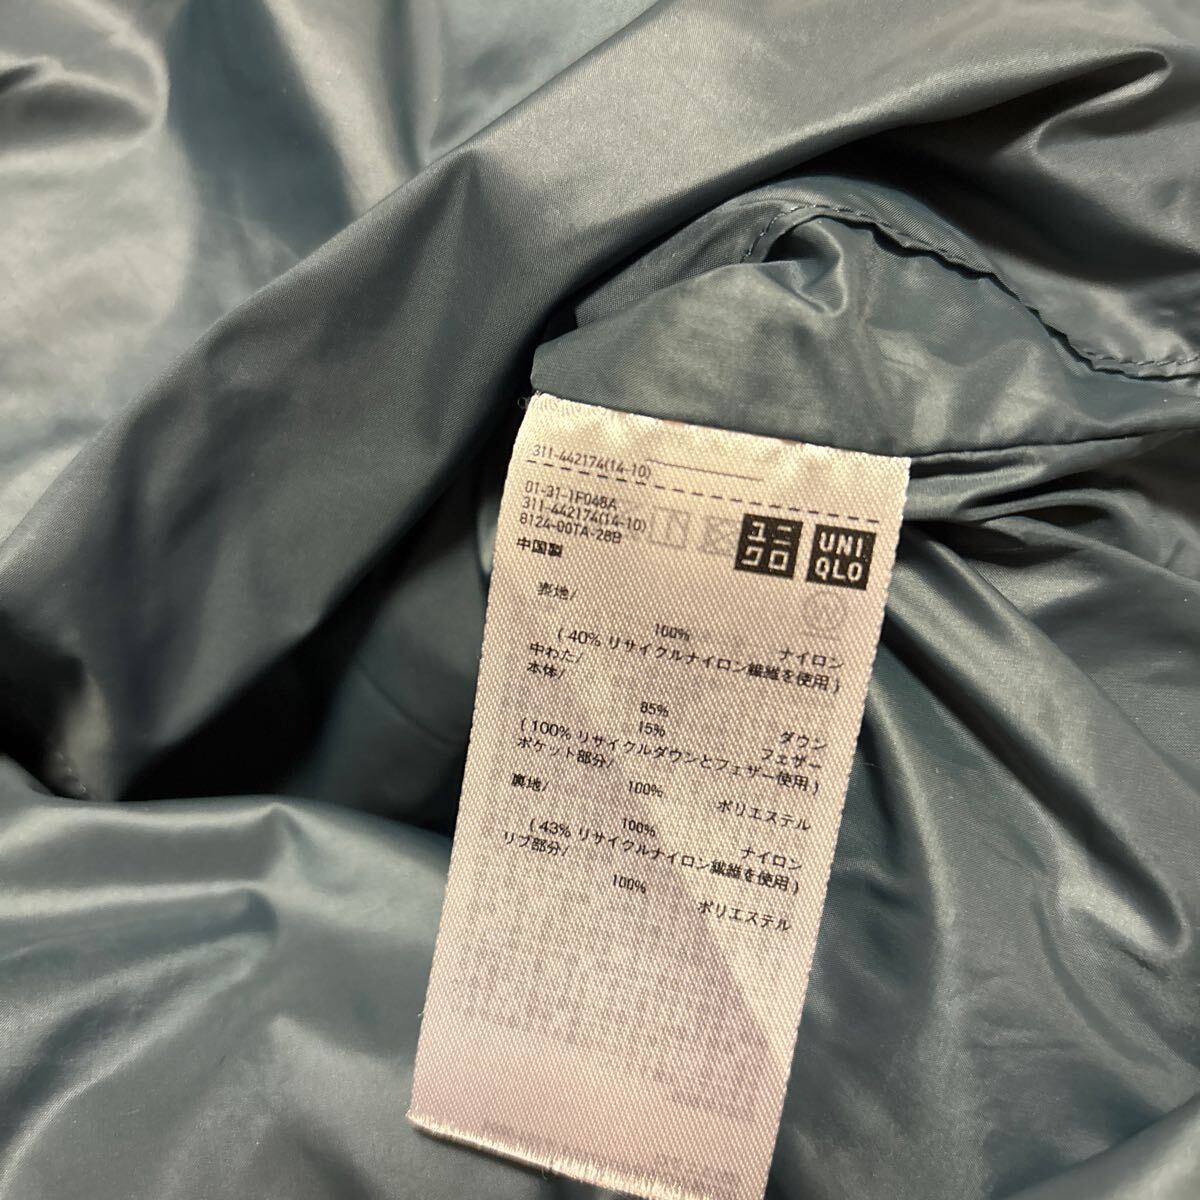 311-442174(14-10)
01-31-1F048A
311-442174(14-10)
8124-00TA-28B
ユニ
クロ
UNI
QLO
中国製
表地/
100% ナイロン
( 40% リサイクルナイロン繊維を使用 )
中わた/
本体/
85% ダウン
15% フェザー
( 100% リサイクルダウンとフェザー使用 )
ポケット部分/
100% ポリエステル
裏地/
100% ナイロン
( 43% リサイクルナイロン繊維を使用 )
リブ部分/
100% ポリエステル